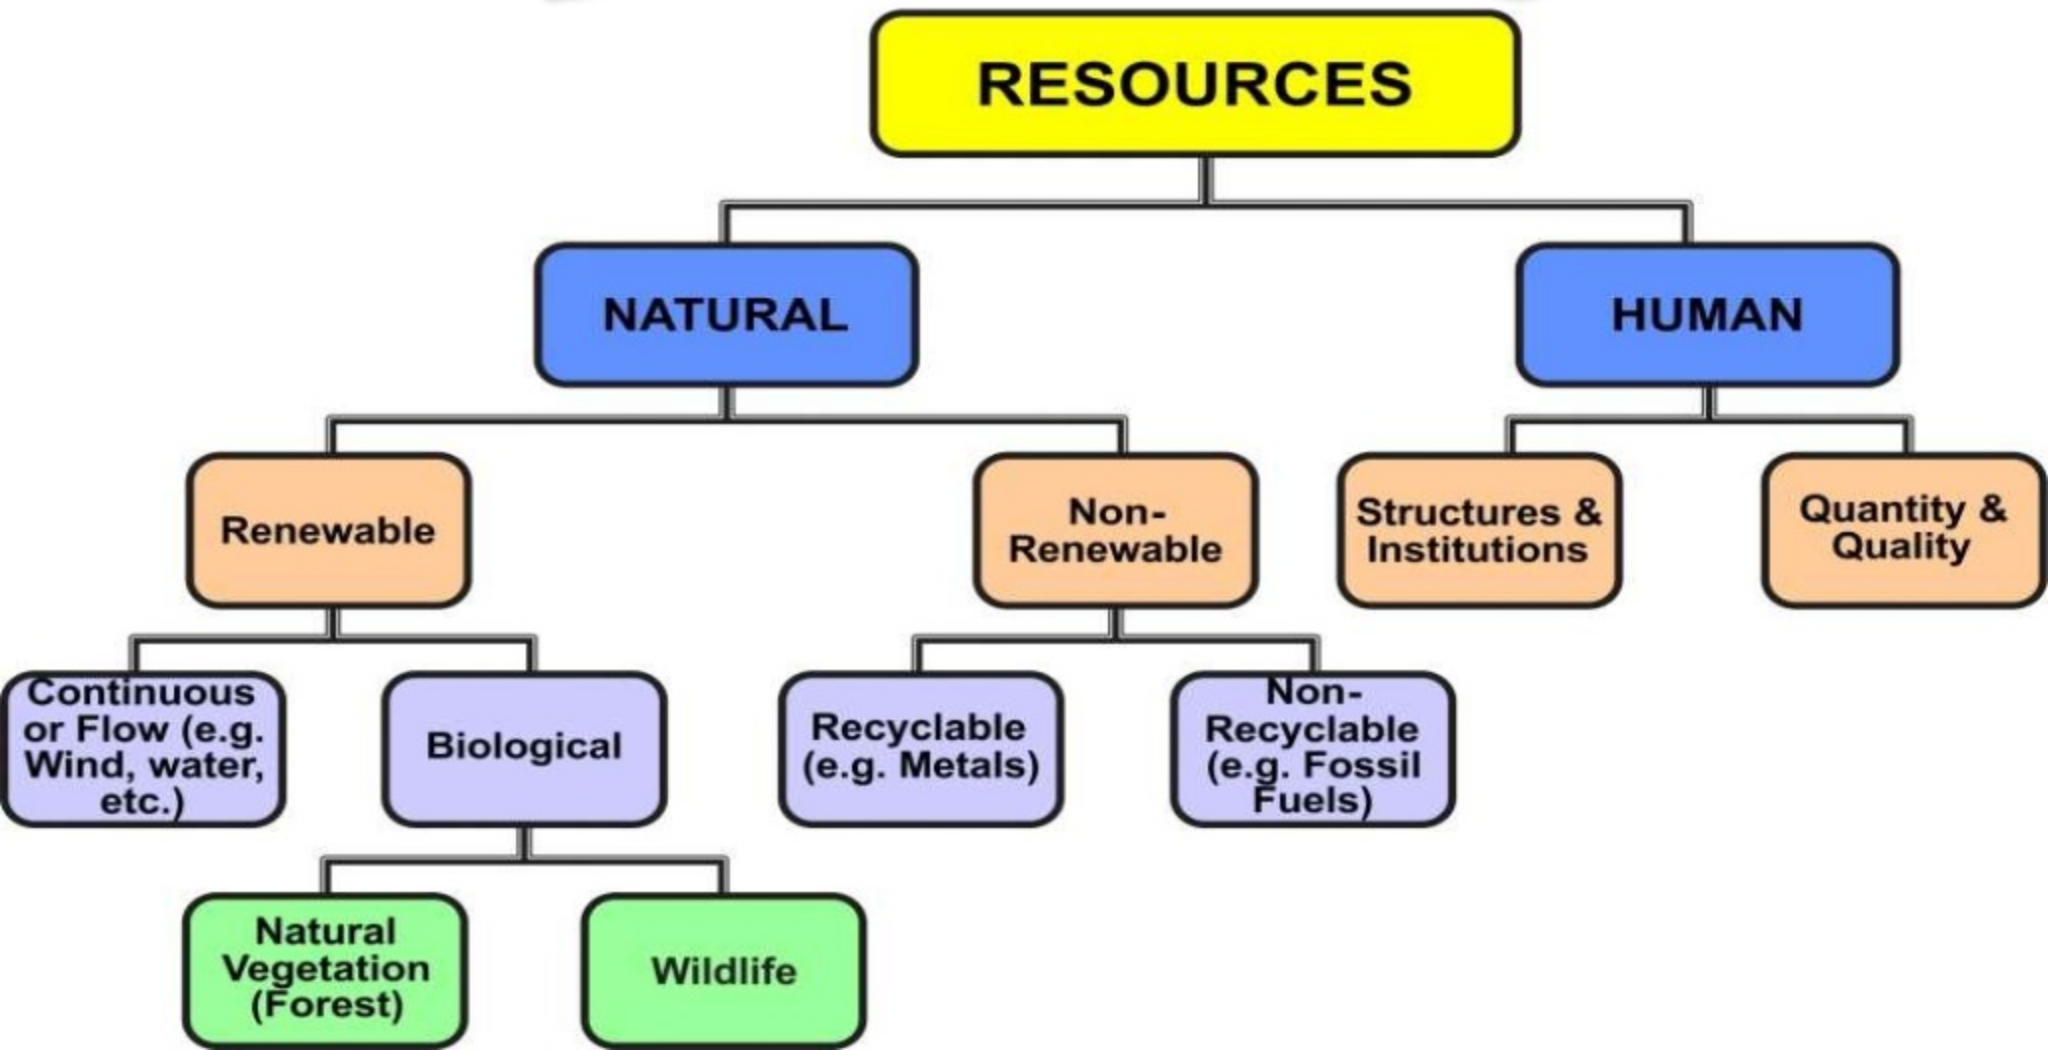 RESOURCES
NATURAL
HUMAN
Renewable
Non-
Renewable
Structures &
Institutions
Quantity &
Quality
Continuous
or Flow (e.g.
Wind, water,
etc.)
Biological
Recyclable
(e.g. Metals)
Non-
Recyclable
(e.g. Fossil
Fuels)
Natural
Vegetation
(Forest)
Wildlife